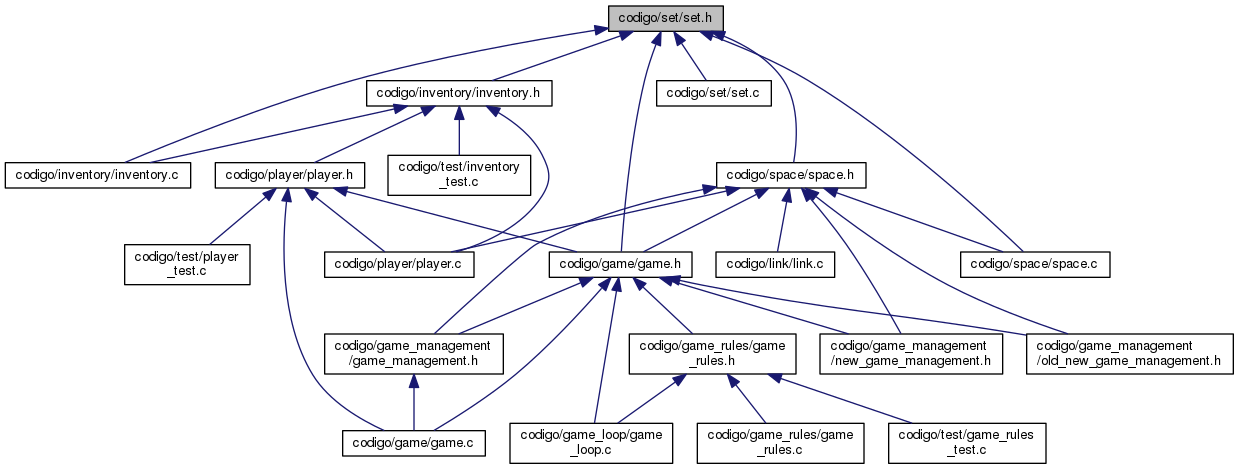 codigo/set/set.h
codigo/inventory/inventory.h
codigo/set/set.c
codigo/inventory/inventory.c
codigo/player/player.h
codigo/test/inventory
_test.c
codigo/space/space.h
codigo/test/player
_test.c
codigo/player/player.c
codigo/game/game.h
codigo/link/link.c
codigo/space/space.c
codigo/game_management
/game_management.h
codigo/game_rules/game
_rules.h
codigo/game_management
/new_game_management.h
codigo/game_management
/old_new_game_management.h
codigo/game/game.c
codigo/game_loop/game
_loop.c
codigo/game_rules/game
_rules.c
codigo/test/game_rules
_test.c